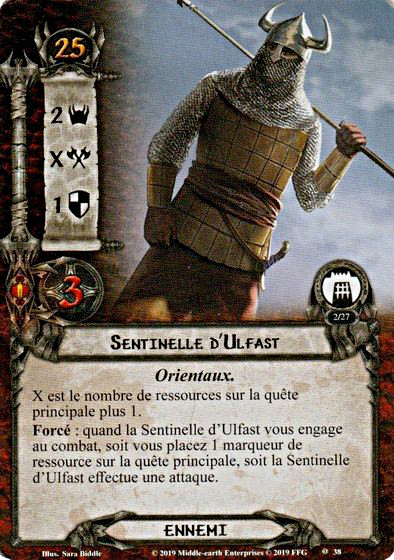 25
2
X
1
3
2/27
Sentinelle d'Ulfast
Orientaux.
X est le nombre de ressources sur la quête
principale plus 1.
Forcé : quand la Sentinelle d'Ulfast vous engage
au combat, soit vous placez 1 marqueur de
ressource sur la quête principale, soit la Sentinelle
d'Ulfast effectue une attaque.
ENNEMI
Illus. Sara Biddle © 2019 Middle-earth Enterprises © 2019 FFG 38